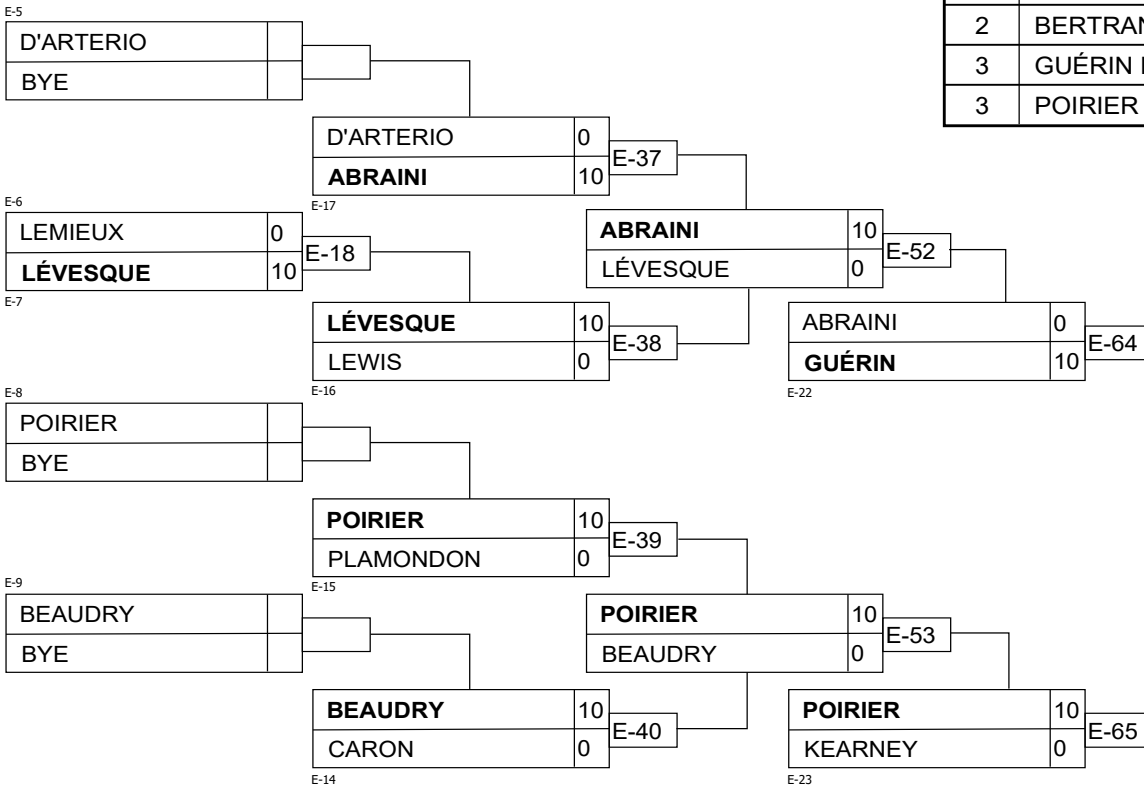 E-5
D'ARTERIO
BYE
2 BERTRAN
3 GUÉRIN
3 POIRIER
D'ARTERIO 0
ABRAINI 10
E-37
E-17
E-6
LEMIEUX 0
LÉVESQUE 10
E-18
E-7
ABRAINI 10
LÉVESQUE 0
E-52
LÉVESQUE 10
LEWIS 0
E-38
E-16
ABRAINI 0
GUÉRIN 10
E-64
E-22
E-8
POIRIER
BYE
POIRIER 10
PLAMONDON 0
E-39
E-15
E-9
BEAUDRY
BYE
POIRIER 10
BEAUDRY 0
E-53
BEAUDRY 10
CARON 0
E-40
E-14
POIRIER 10
KEARNEY 0
E-65
E-23